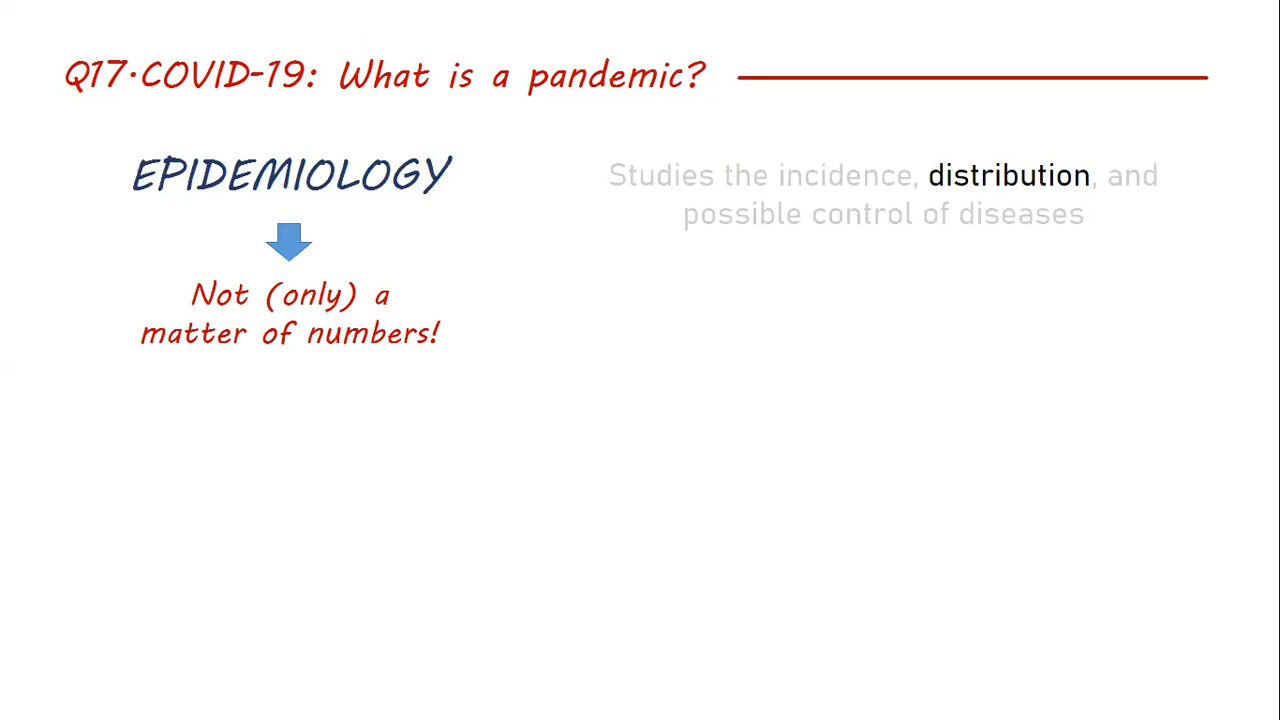 Q17·COVID-19: What is a pandemic?
EPIDEMIOLOGY
Not (only) a
matter of numbers!
Studies the incidence, distribution, and
possible control of diseases